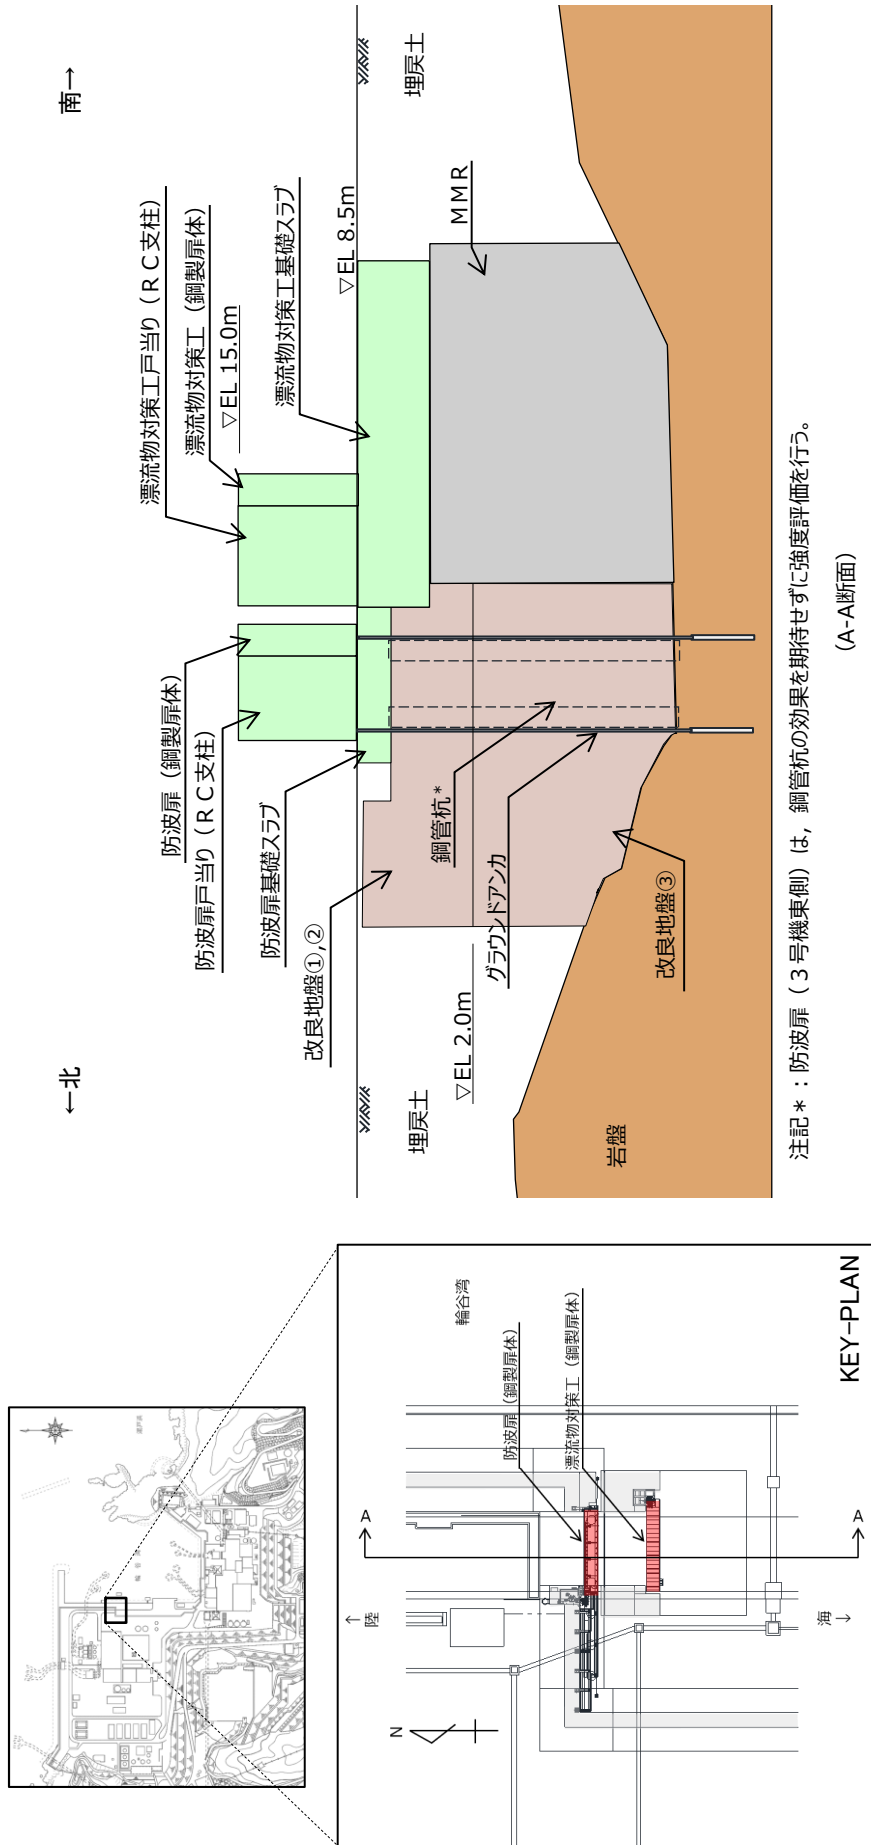 ←北
南→
漂流物対策工戸当り（ＲＣ支柱）
漂流物対策工（鋼製扉体）
▽EL 15.0m
防波扉（鋼製扉体）
防波扉戸当り（ＲＣ支柱）
漂流物対策工基礎スラブ
防波扉基礎スラブ
▽EL 8.5m
改良地盤①,②
埋戻土
埋戻土
ＭＭＲ
▽EL 2.0m
鋼管杭*
グラウンドアンカ
改良地盤③
岩盤
注記＊：防波扉（３号機東側）は，鋼管杭の効果を期待せずに強度評価を行う。
(A-A断面)
輪谷湾
防波扉（鋼製扉体）
漂流物対策工（鋼製扉体）
A
A
↑
陸
海
↓
N
KEY−PLAN